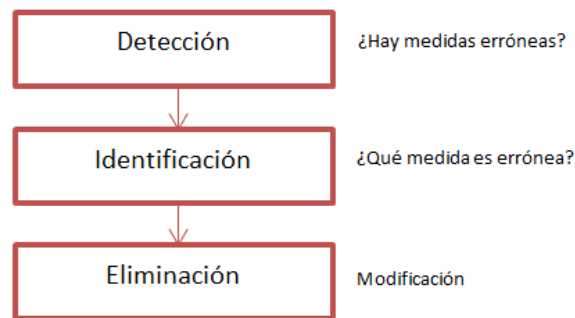 Detección
¿Hay medidas erróneas?
Identificación
¿Qué medida es errónea?
Eliminación
Modificación